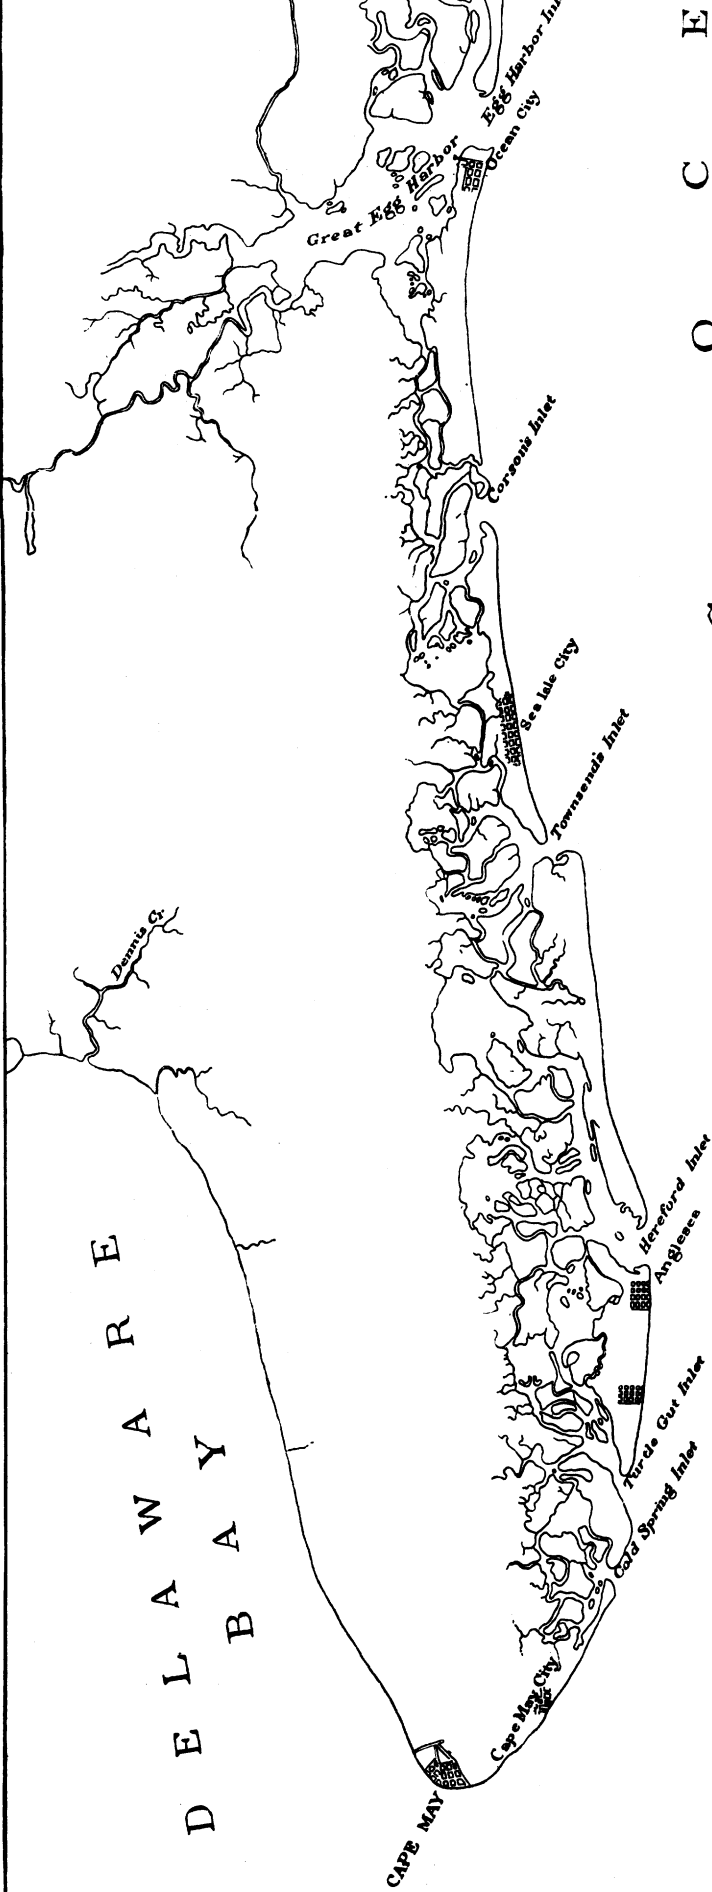 Egg Harbor
Ocean City
Great Egg Harbor
Corson's Inlet
Sea Isle City
Townsend's Inlet
Dennis Cr.
Hereford Inlet
Anglesea
Turtle Gut Inlet
Cold Spring Inlet
Cape May City
CAPE MAY
DELAWARE
BAY
O C E